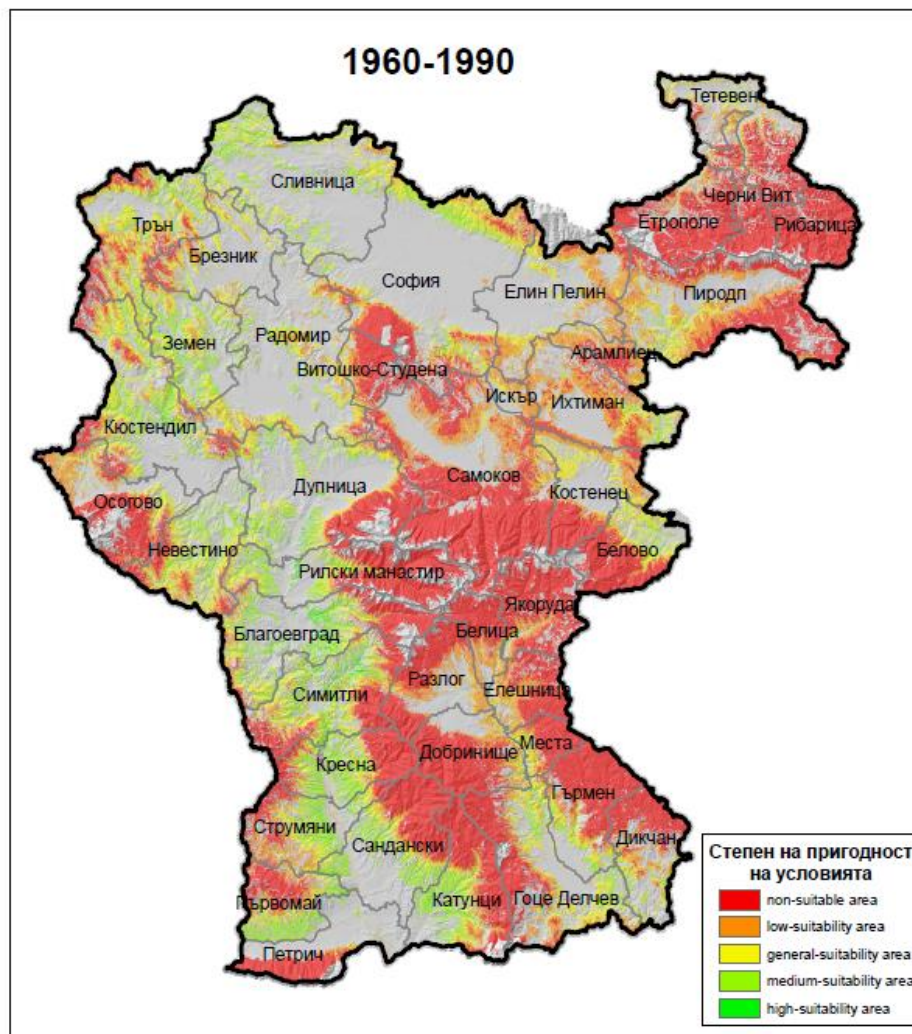 1960-1990
Тетевен
Черни Вит
Етрополе
Рибарица
Сливница
Трън
Брезник
София
Елин Пелин
Пиродп
Радомир
Земен
Арамлиец
Витошко-Студена
Искър
Ихтиман
Кюстендил
Самоков
Дупница
Костенец
Осогово
Невестино
Белово
Рилски манастир
Якоруда
Благоевград
Белица
Разлог
Елешница
Симитли
Добринище
Места
Кресна
Гърмен
Струмяни
Дикчан
Сандански
Катунци
Гоце Делчев
Първомай
Петрич
Степен на пригодност
на условията
non-suitable area
low-suitability area
general-suitability area
medium-suitability area
high-suitability area